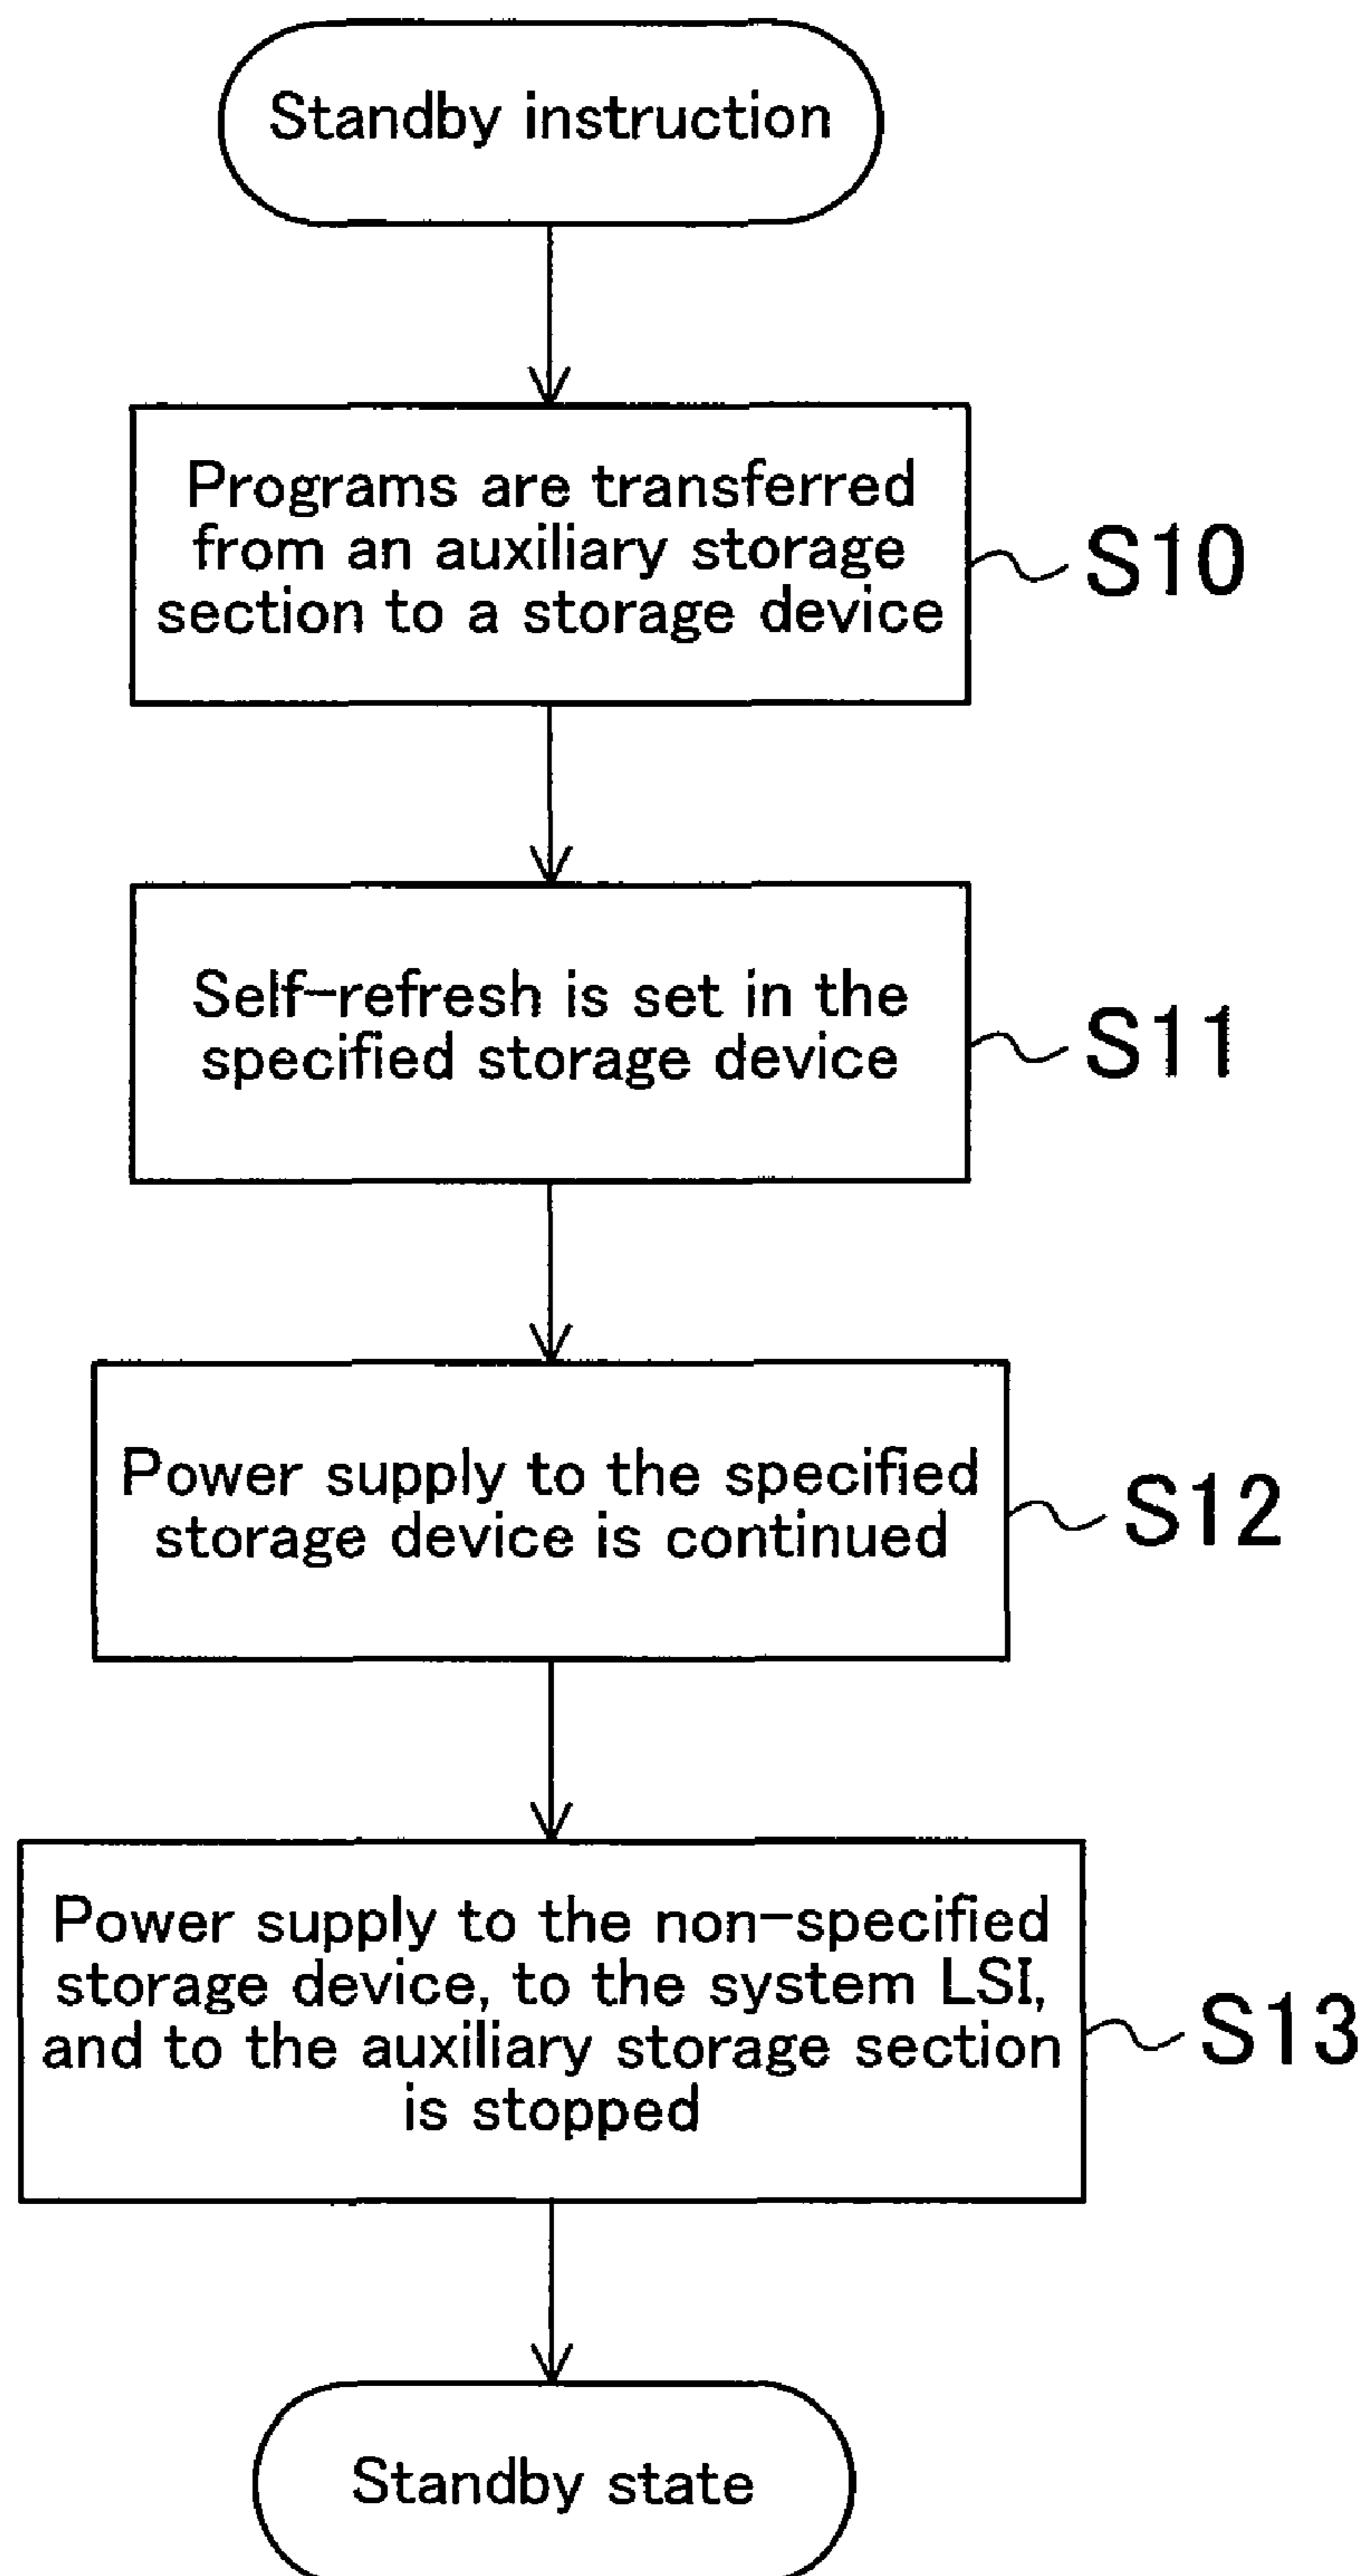 Standby instruction
Programs are transferred
from an auxiliary storage
section to a storage device
S10
Self-refresh is set in the
specified storage device
S11
Power supply to the specified
storage device is continued
S12
Power supply to the non-specified
storage device, to the system LSI,
and to the auxiliary storage section
is stopped
S13
Standby state